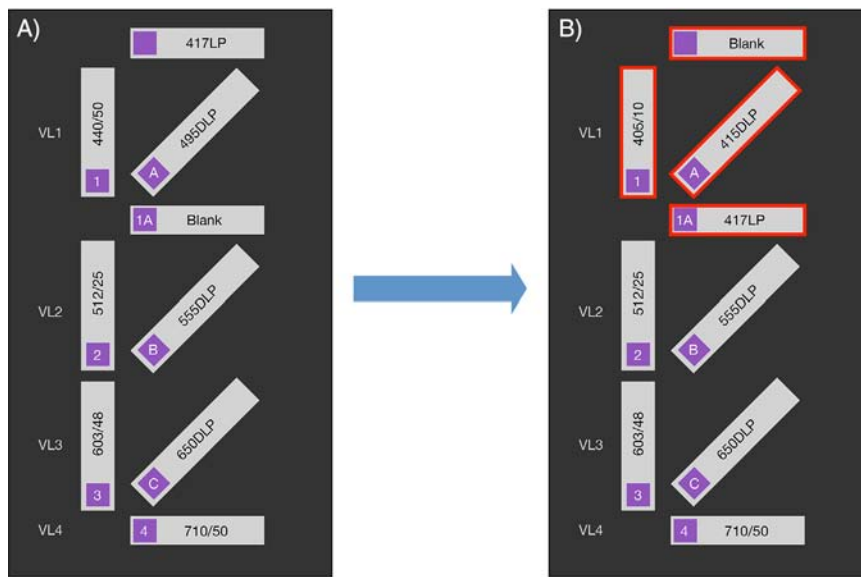 A)
417LP
VL1
440/50
1
495DLP
A
1A
Blank
VL2
512/25
2
555DLP
B
VL3
603/48
3
650DLP
C
VL4
4
710/50
B)
Blank
VL1
405/10
1
415DLP
A
1A
417LP
VL2
512/25
2
555DLP
B
VL3
603/48
3
650DLP
C
VL4
4
710/50